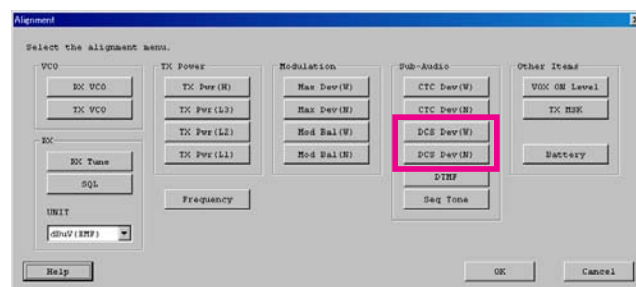 Alignment
Select the alignment menu.
VCO
RX VCO
TX VCO
RX
RX Tune
SQL
UNIT
dBuV(EMF)
TX Power
TX Pwr(H)
TX Pwr(L3)
TX Pwr(L2)
TX Pwr(L1)
Frequency
Modulation
Max Dev(W)
Max Dev(N)
Mod Bal(W)
Mod Bal(N)
Sub-Audio
CTC Dev(W)
CTC Dev(N)
DCS Dev(W)
DCS Dev(N)
DTMF
Seq Tone
Other Items
VOX ON Level
TX MSK
Battery
Help
OK
Cancel